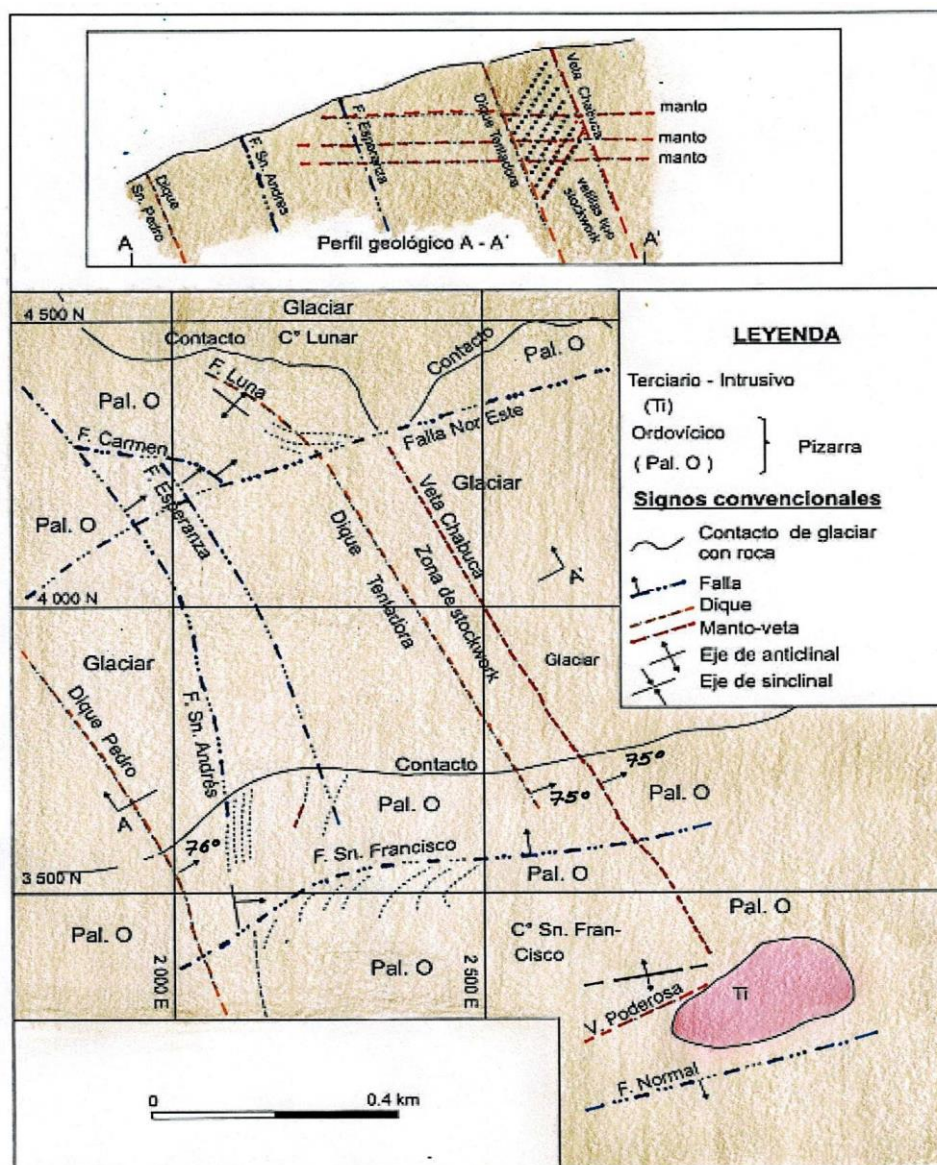 F. Sn. Andres
F. Esperanza
Dique Tentadora
Veta Chabuca
manto
manto
manto
Dique
Sn. Pedro
vetillas tipo
stockwork
A
Perfil geológico A - A´
A´
Glaciar
4 500 N
Contacto
C° Lunar
Contacto
Pal. O
F. Luna
Pal. O
Falla Nor Este
F. Carmen
F. Esperanza
Glaciar
Pal. O
Veta Chabuca
Dique
Tentadora
Zona de stockwork
A´
4 000 N
Glaciar
Glaciar
Dique Pedro
F. Sn. Andrés
Contacto
75°
75°
Pal. O
Pal. O
A
76°
F. Sn. Francisco
Pal. O
3 500 N
Pal. O
Pal. O
C° Sn. Fran-
cisco
Pal. O
2 000 E
2 500 E
V. Poderosa
Ti
F. Normal
0
0.4 km
LEYENDA
Terciario - Intrusivo
(Ti)
Ordovícico
( Pal. O )
Pizarra
Signos convencionales
Contacto de glaciar
con roca
Falla
Dique
Manto-veta
Eje de anticlinal
Eje de sinclinal